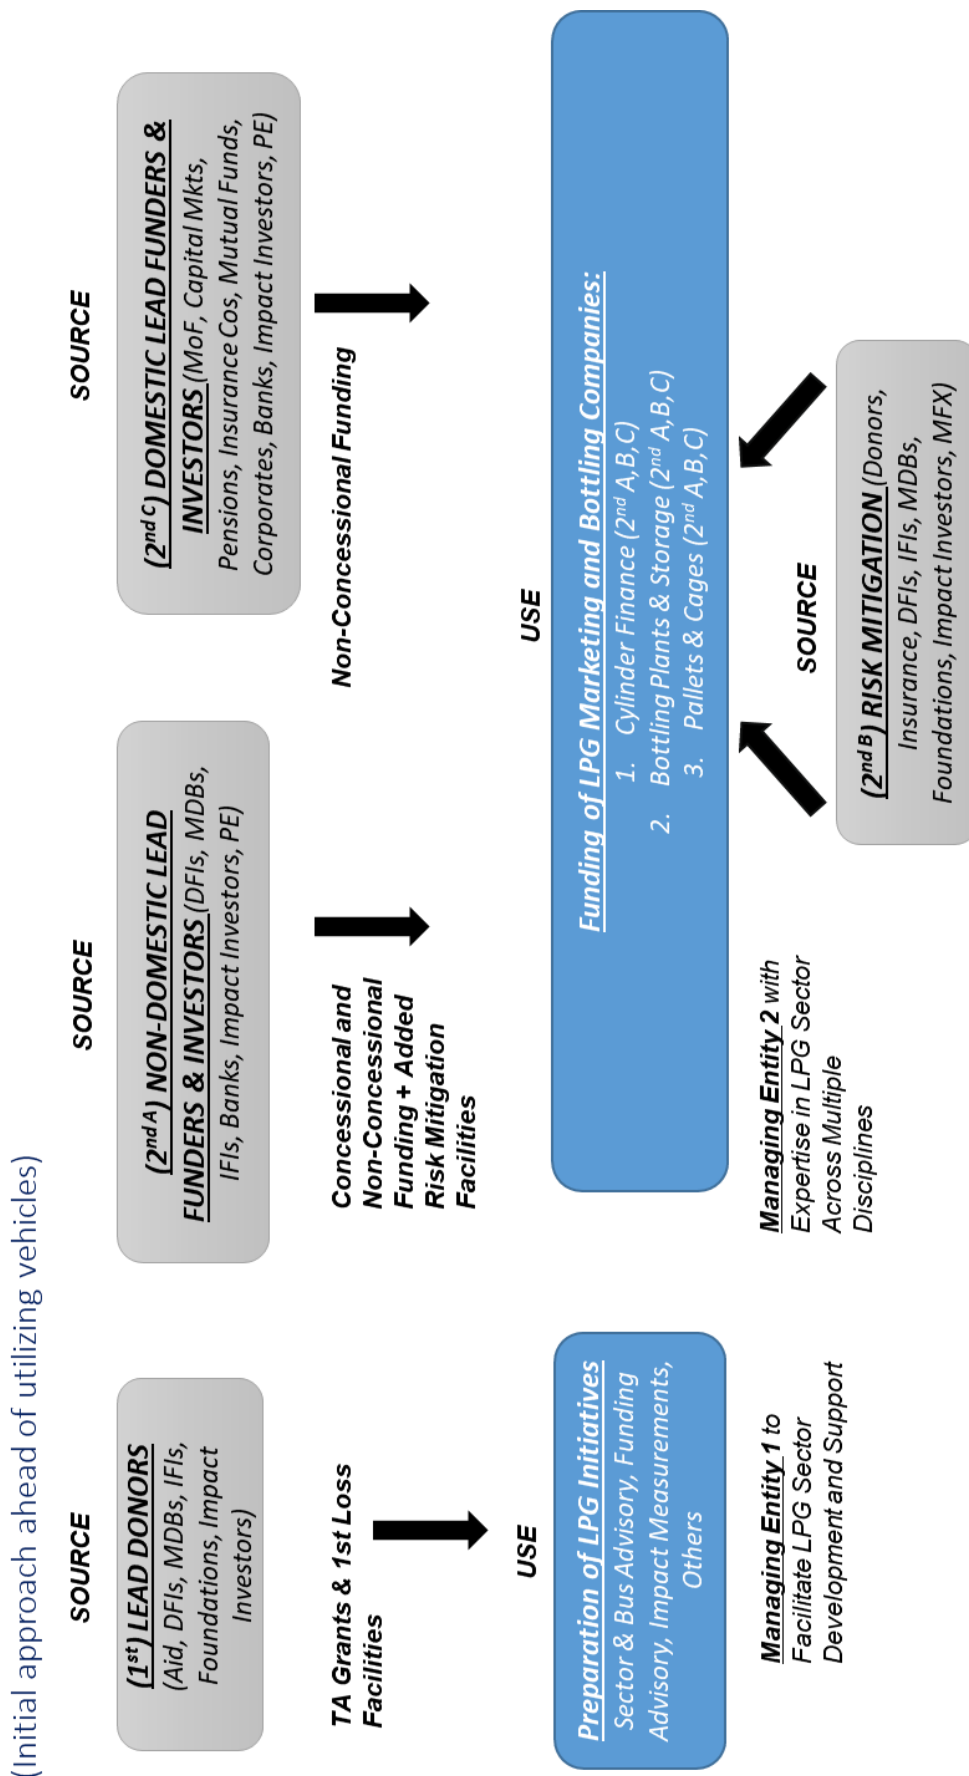 (Initial approach ahead of utilizing vehicles)
SOURCE
(1st) LEAD DONORS
(Aid, DFIs, MDBs, IFIs,
Foundations, Impact
Investors)
TA Grants & 1st Loss
Facilities
USE
Preparation of LPG Initiatives
Sector & Bus Advisory, Funding
Advisory, Impact Measurements,
Others
Managing Entity 1 to
Facilitate LPG Sector
Development and Support
SOURCE
(2nd A) NON-DOMESTIC LEAD
FUNDERS & INVESTORS (DFIs, MDBs,
IFIs, Banks, Impact Investors, PE)
Concessional and
Non-Concessional
Funding + Added
Risk Mitigation
Facilities
SOURCE
(2nd C) DOMESTIC LEAD FUNDERS &
INVESTORS (MoF, Capital Mkts,
Pensions, Insurance Cos, Mutual Funds,
Corporates, Banks, Impact Investors, PE)
Non-Concessional Funding
USE
Funding of LPG Marketing and Bottling Companies:
1. Cylinder Finance (2nd A,B,C)
2. Bottling Plants & Storage (2nd A,B,C)
3. Pallets & Cages (2nd A,B,C)
Managing Entity 2 with
Expertise in LPG Sector
Across Multiple
Disciplines
SOURCE
(2nd B) RISK MITIGATION (Donors,
Insurance, DFIs, IFIs, MDBs,
Foundations, Impact Investors, MFX)